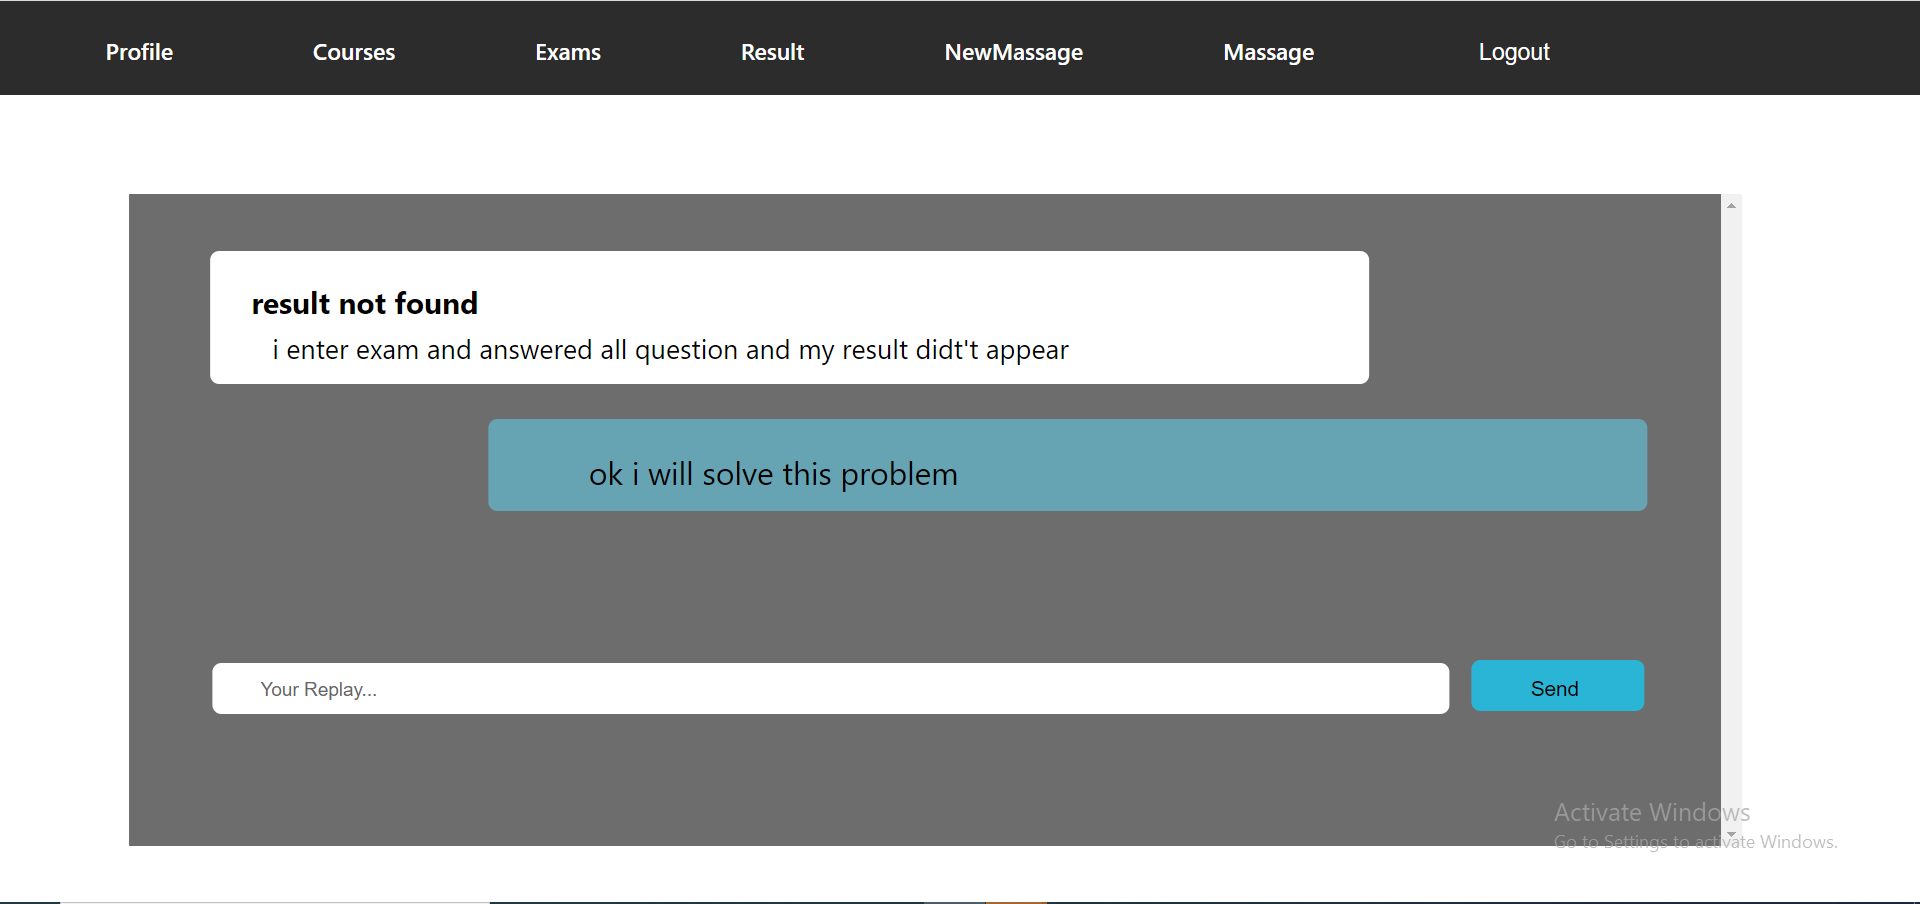 Profile Courses Exams Result NewMassage Massage Logout
result not found
i enter exam and answered all question and my result didt't appear
ok i will solve this problem
Your Replay... Send
Activate Windows
Go to Settings to activate Windows.